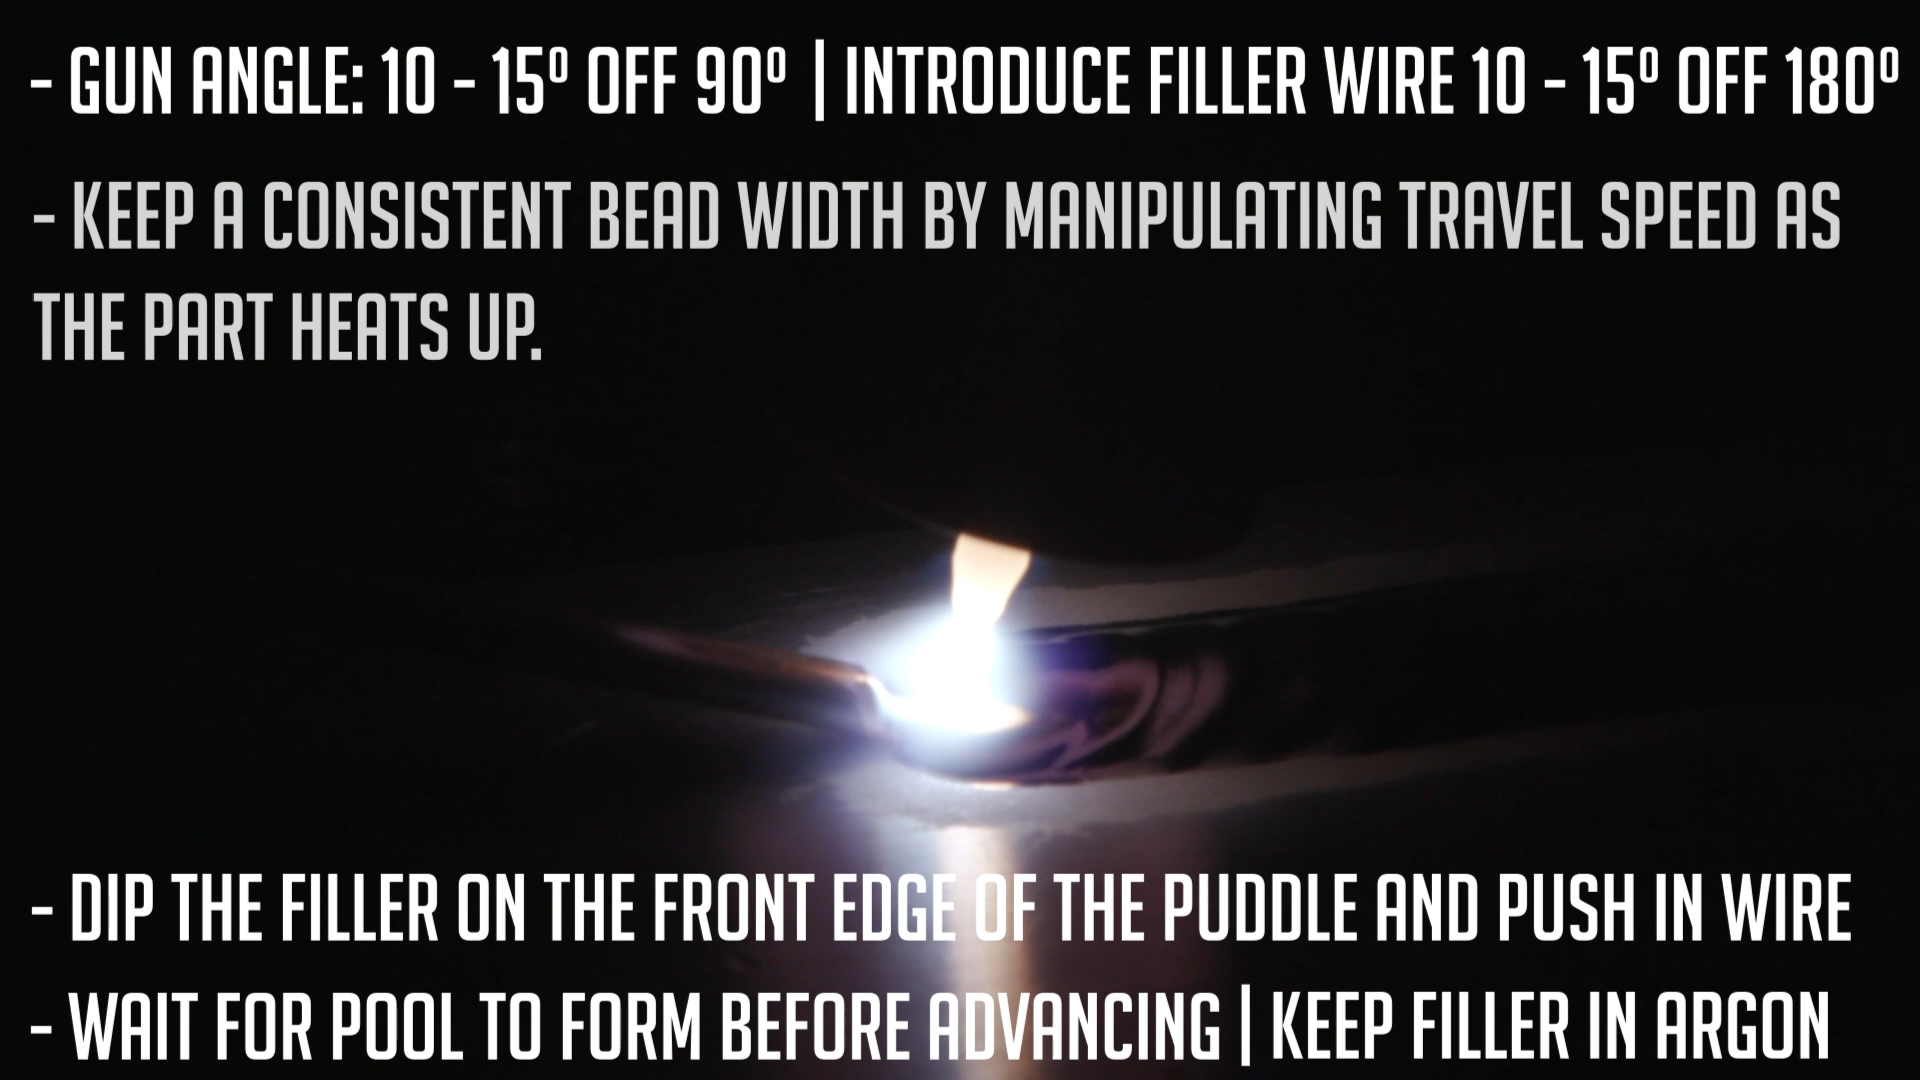 - GUN ANGLE: 10 - 15º OFF 90º | INTRODUCE FILLER WIRE 10 - 15º OFF 180º
- KEEP A CONSISTENT BEAD WIDTH BY MANIPULATING TRAVEL SPEED AS
THE PART HEATS UP.
- DIP THE FILLER ON THE FRONT EDGE OF THE PUDDLE AND PUSH IN WIRE
- WAIT FOR POOL TO FORM BEFORE ADVANCING | KEEP FILLER IN ARGON